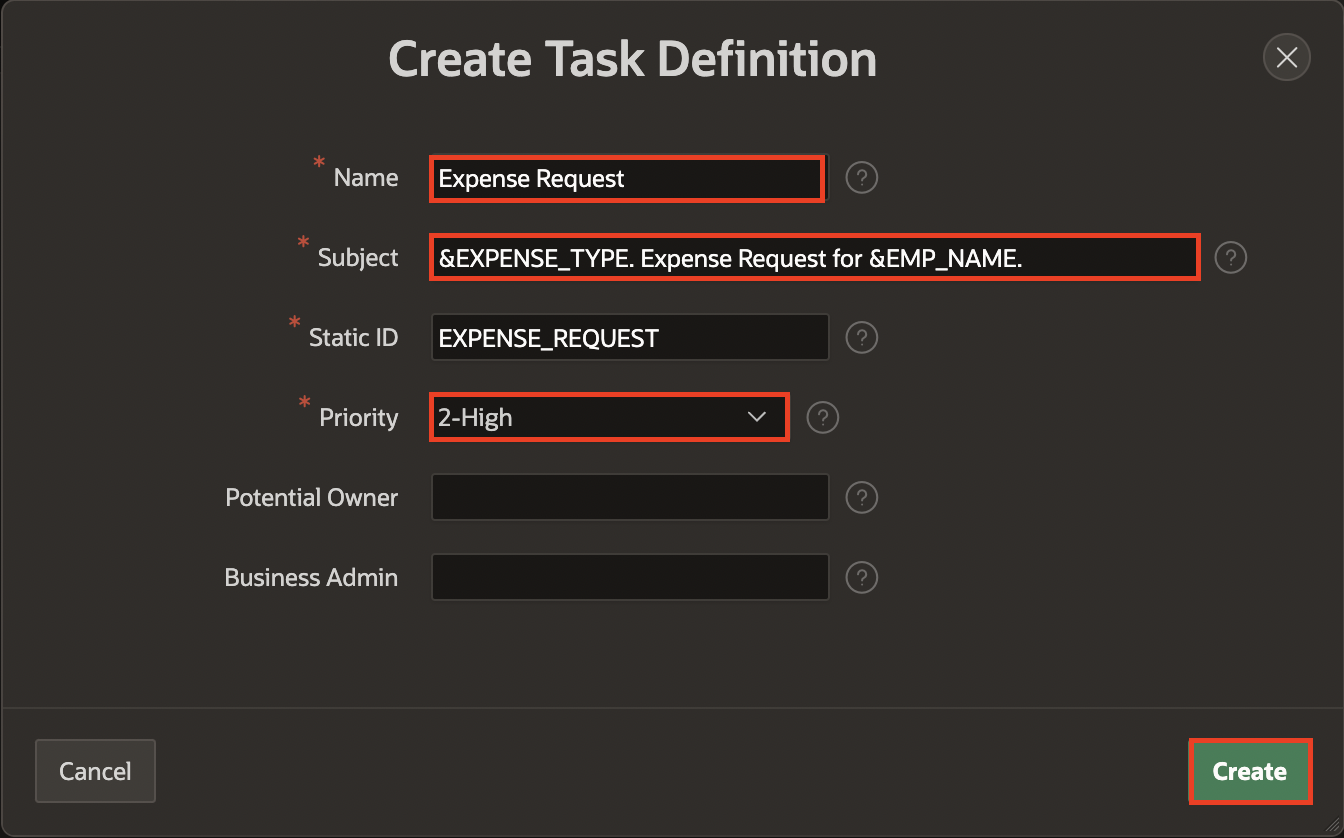 Create Task Definition
* Name Expense Request ?
* Subject &EXPENSE_TYPE. Expense Request for &EMP_NAME. ?
* Static ID EXPENSE_REQUEST ?
* Priority 2-High ?
Potential Owner ?
Business Admin ?
Cancel Create